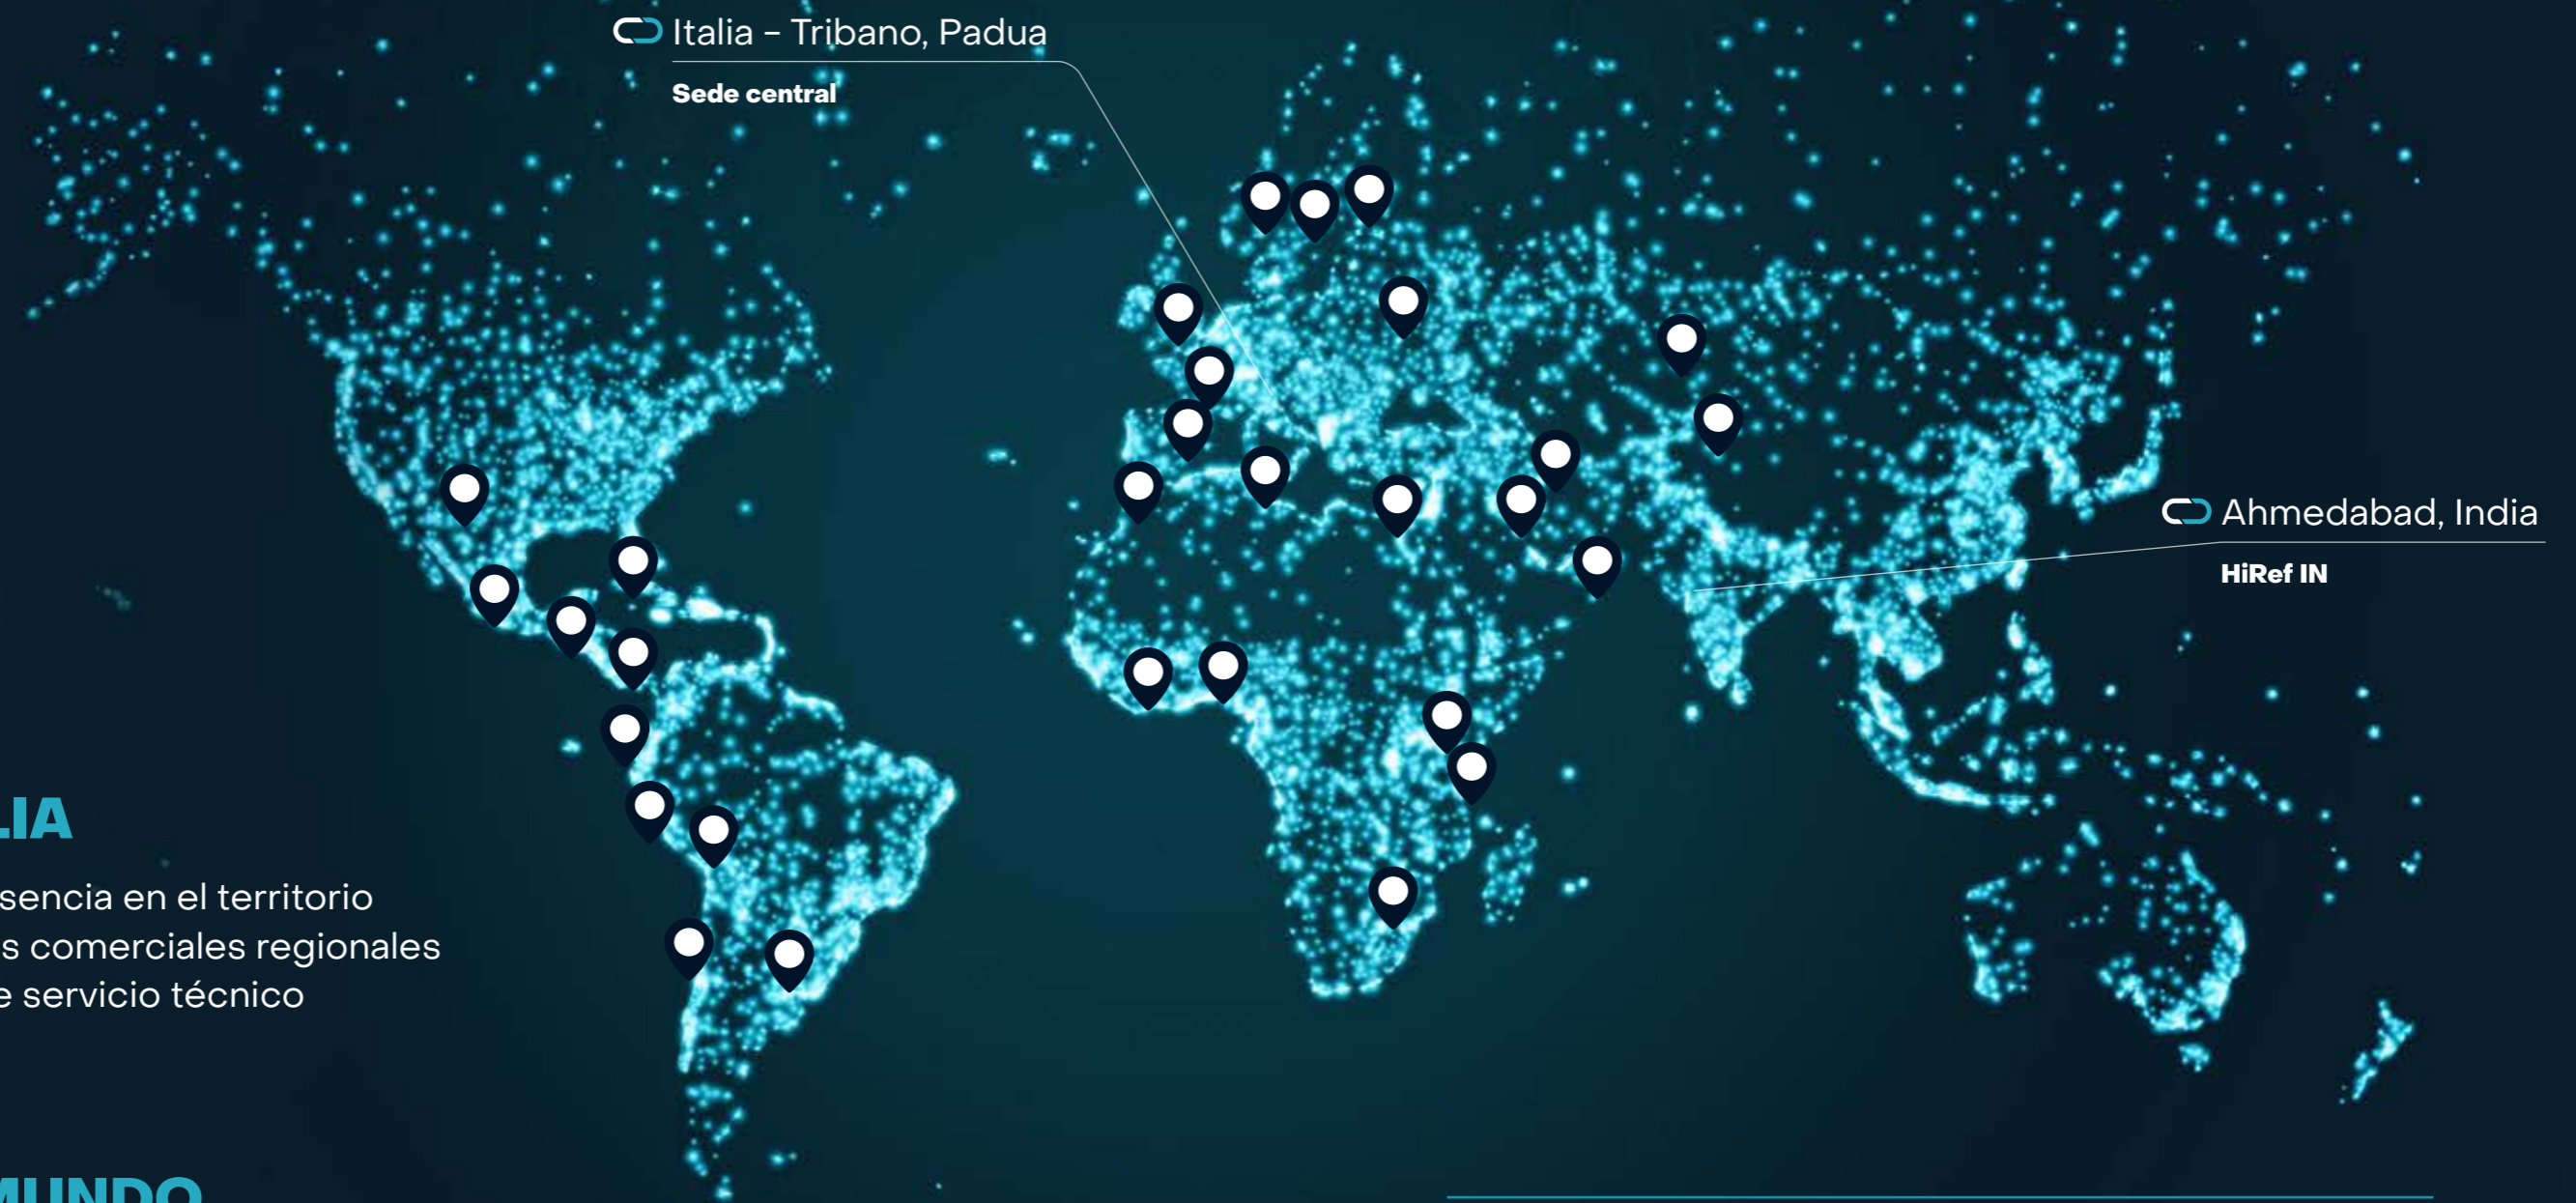 Italia – Tribano, Padua
Sede central
Ahmedabad, India
HiRef IN
LIA
sencia en el territorio
s comerciales regionales
e servicio técnico
MUNDO